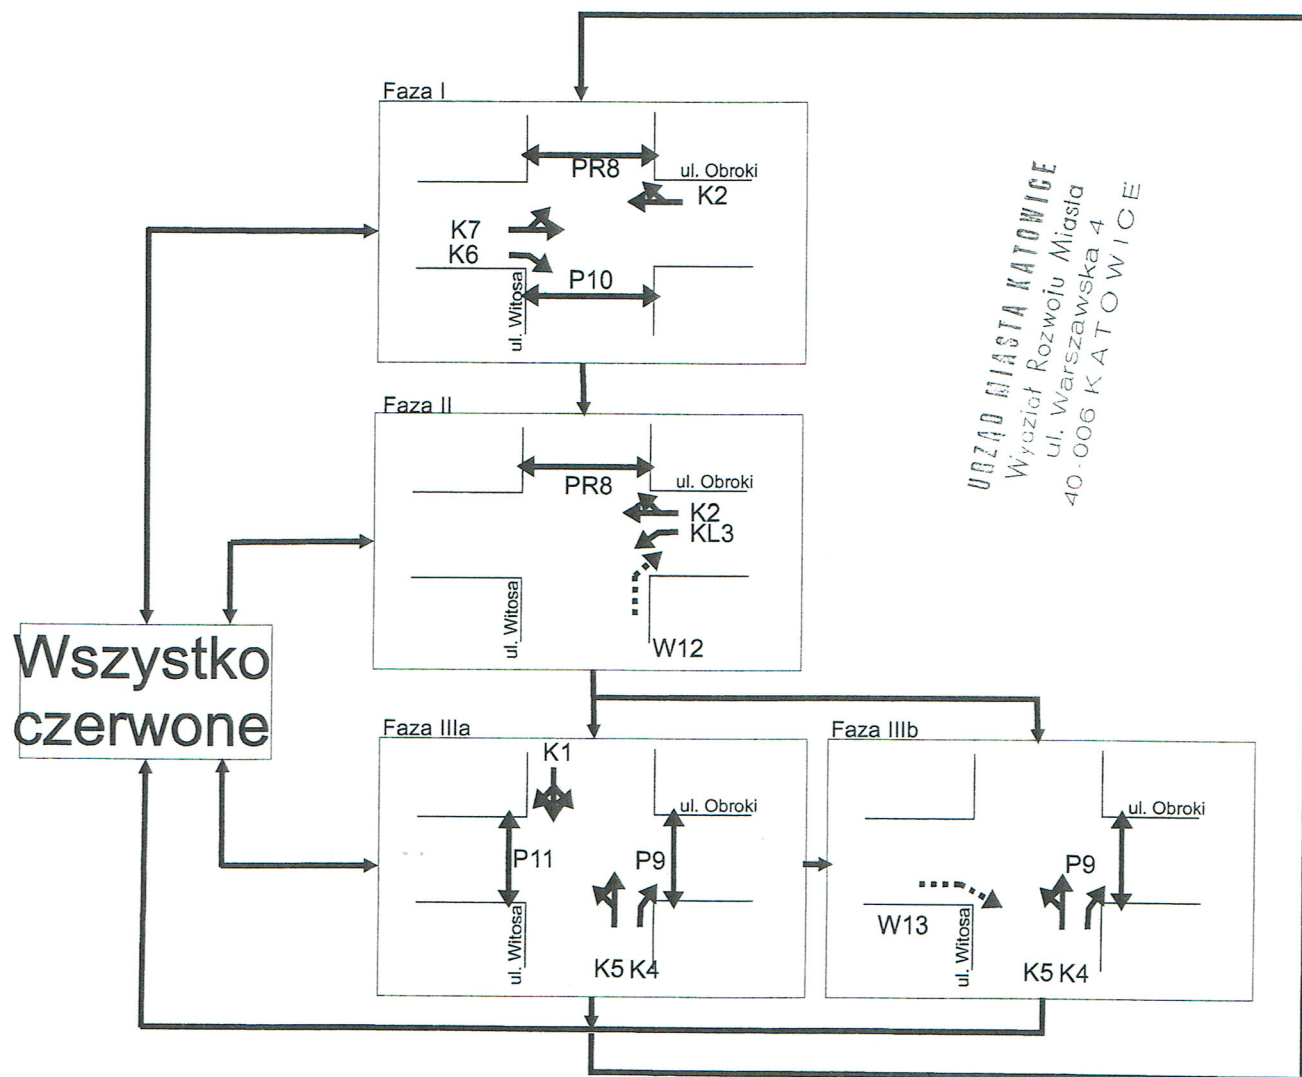 Faza I
PR8
ul. Obroki
K2
K7
K6
P10
ul. Witosa
Faza II
PR8
ul. Obroki
K2
KL3
ul. Witosa
W12
Wszystko
czerwone
Faza IIIa
K1
ul. Obroki
P11
P9
ul. Witosa
K5 K4
Faza IIIb
ul. Obroki
P9
W13
ul. Witosa
K5 K4
URZĄD MIASTA KATOWICE
Wydział Rozwoju Miasta
ul. Warszawska 4
40-006 KATOWICE